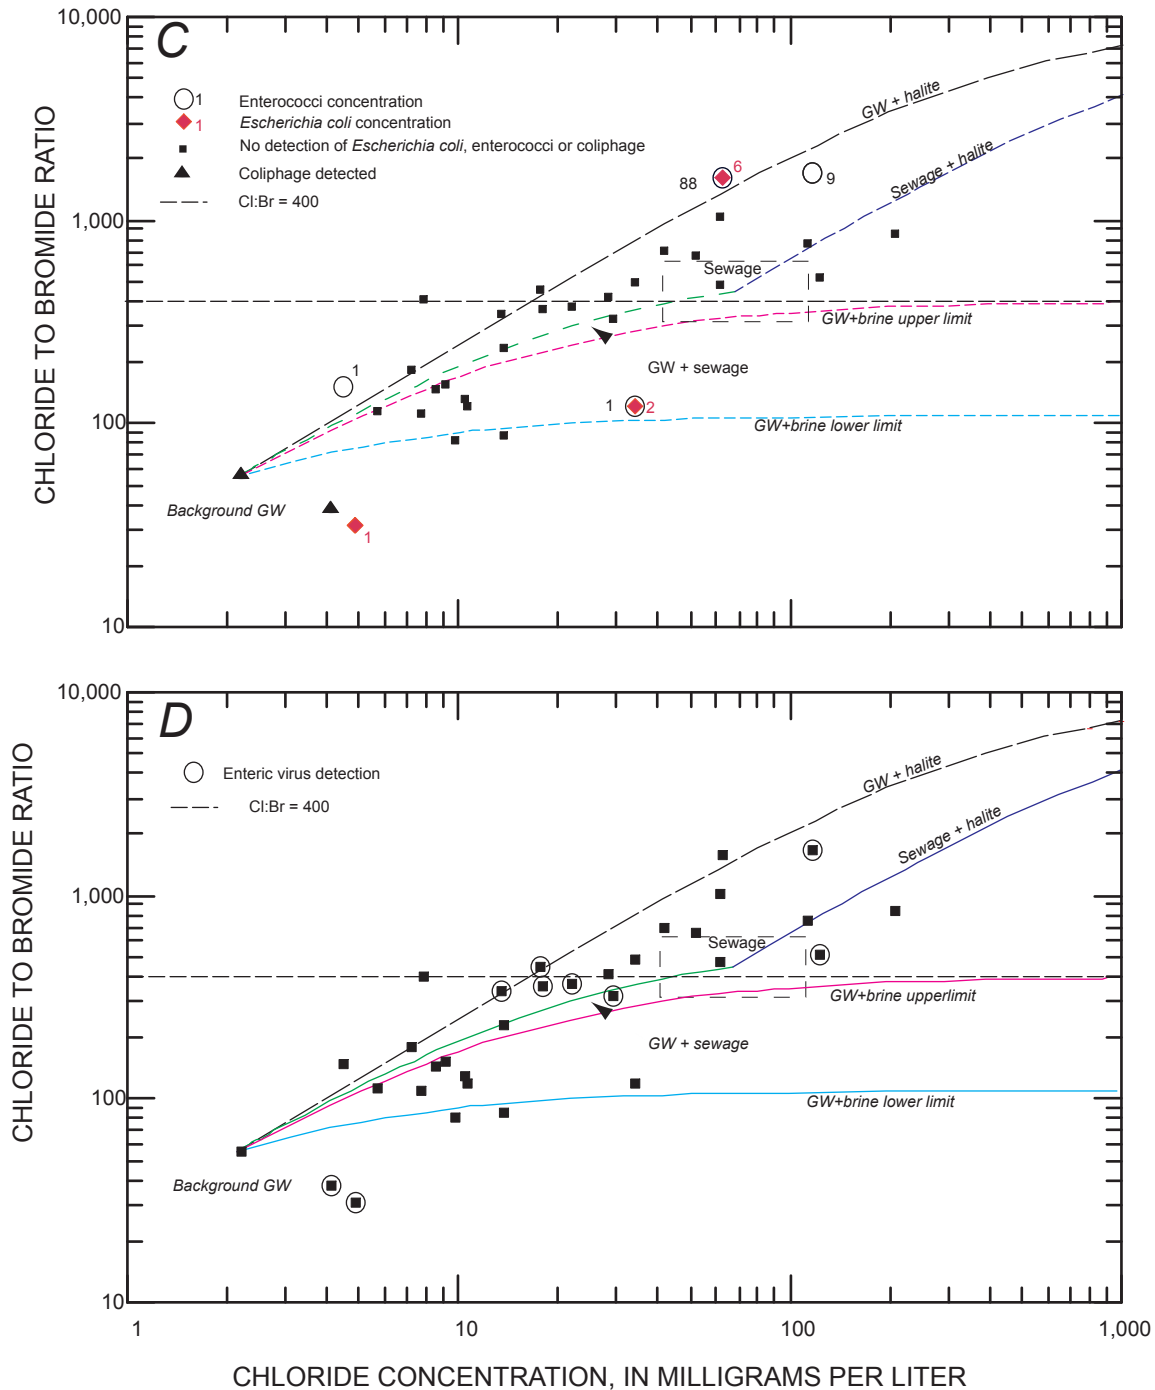 10,000
C
1
Enterococci concentration
1
Escherichia coli concentration
No detection of Escherichia coli, enterococci or coliphage
Coliphage detected
Cl:Br = 400
GW + halite
Sewage + halite
88
6
9
1,000
Sewage
GW+brine upper limit
1
GW + sewage
1
2
100
GW+brine lower limit
Background GW
1
10
CHLORIDE TO BROMIDE RATIO
10,000
D
Enteric virus detection
Cl:Br = 400
GW + halite
Sewage + halite
1,000
Sewage
GW+brine upperlimit
GW + sewage
100
GW+brine lower limit
Background GW
10
CHLORIDE TO BROMIDE RATIO
1
10
100
1,000
CHLORIDE CONCENTRATION, IN MILLIGRAMS PER LITER